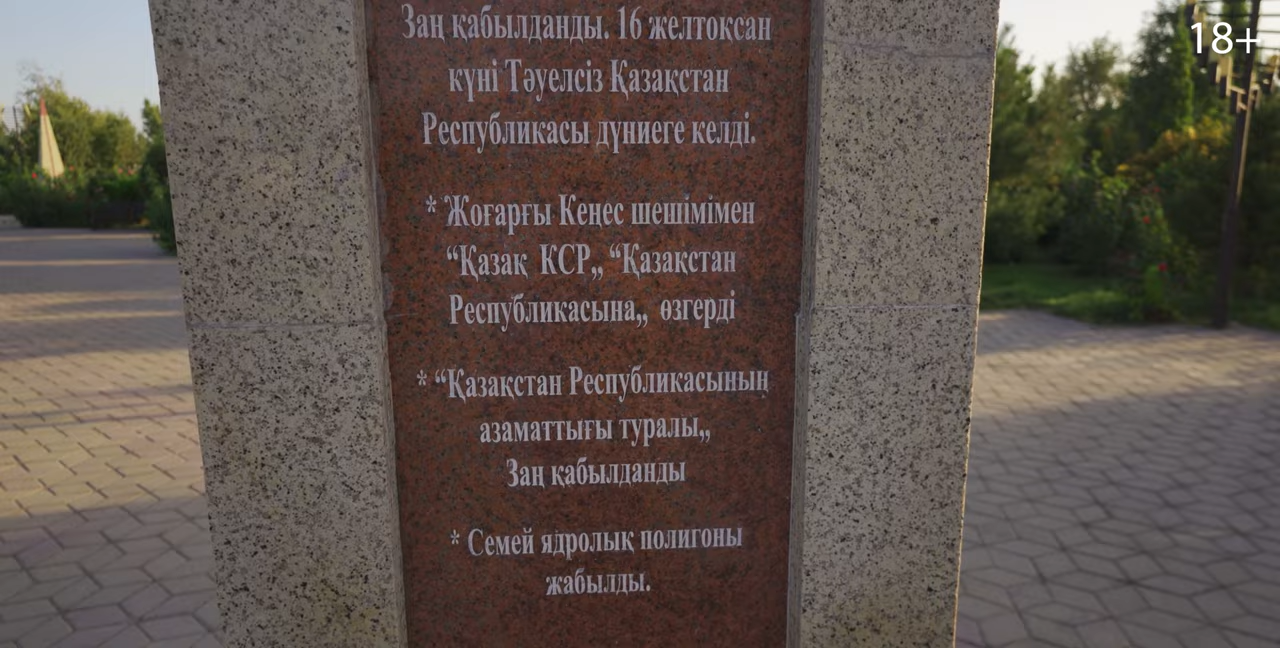 18+
Заң қабылданды. 16 желтоқсан
күні Тәуелсіз Қазақстан
Республикасы дүниеге келді.
* Жоғарғы Кеңес шешімімен
“Қазақ КСР„ “Қазақстан
Республикасына„ өзгерді
* “Қазақстан Республикасының
азаматтығы туралы„
Заң қабылданды
* Семей ядролық полигоны
жабылды.